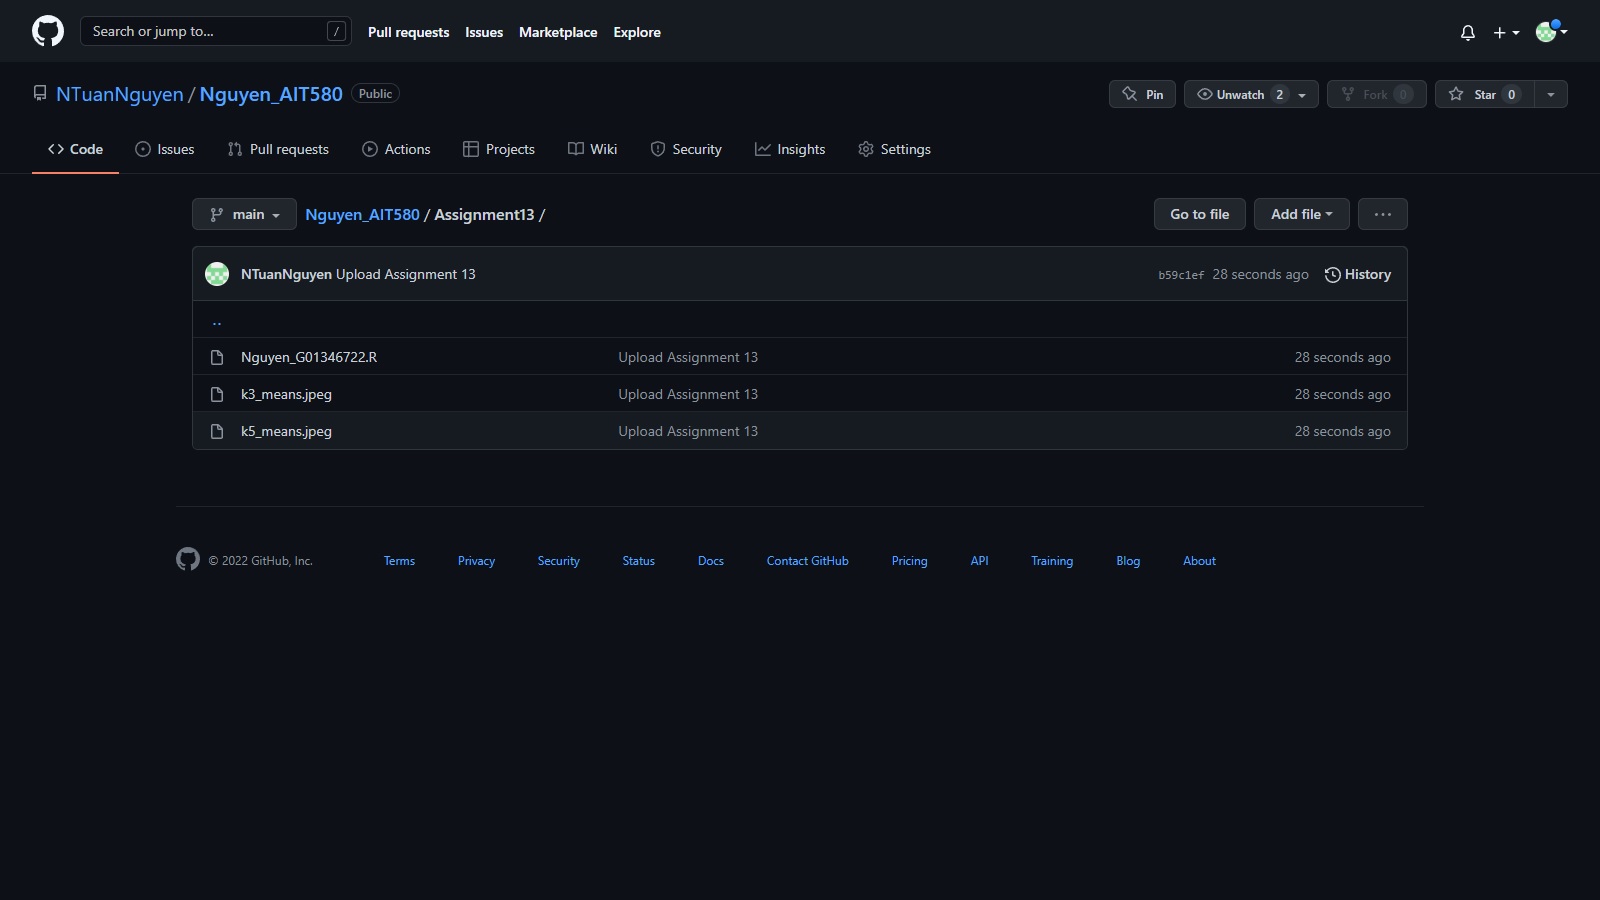 Search or jump to... /
Pull requests Issues Marketplace Explore
NTuanNguyen / Nguyen_AIT580 Public
Pin Unwatch 2 Fork 0 Star 0
Code Issues Pull requests Actions Projects Wiki Security Insights Settings
main Nguyen_AIT580 / Assignment13 / Go to file Add file ...
NTuanNguyen Upload Assignment 13 b59c1ef 28 seconds ago History
..
Nguyen_G01346722.R Upload Assignment 13 28 seconds ago
k3_means.jpeg Upload Assignment 13 28 seconds ago
k5_means.jpeg Upload Assignment 13 28 seconds ago
© 2022 GitHub, Inc. Terms Privacy Security Status Docs Contact GitHub Pricing API Training Blog About